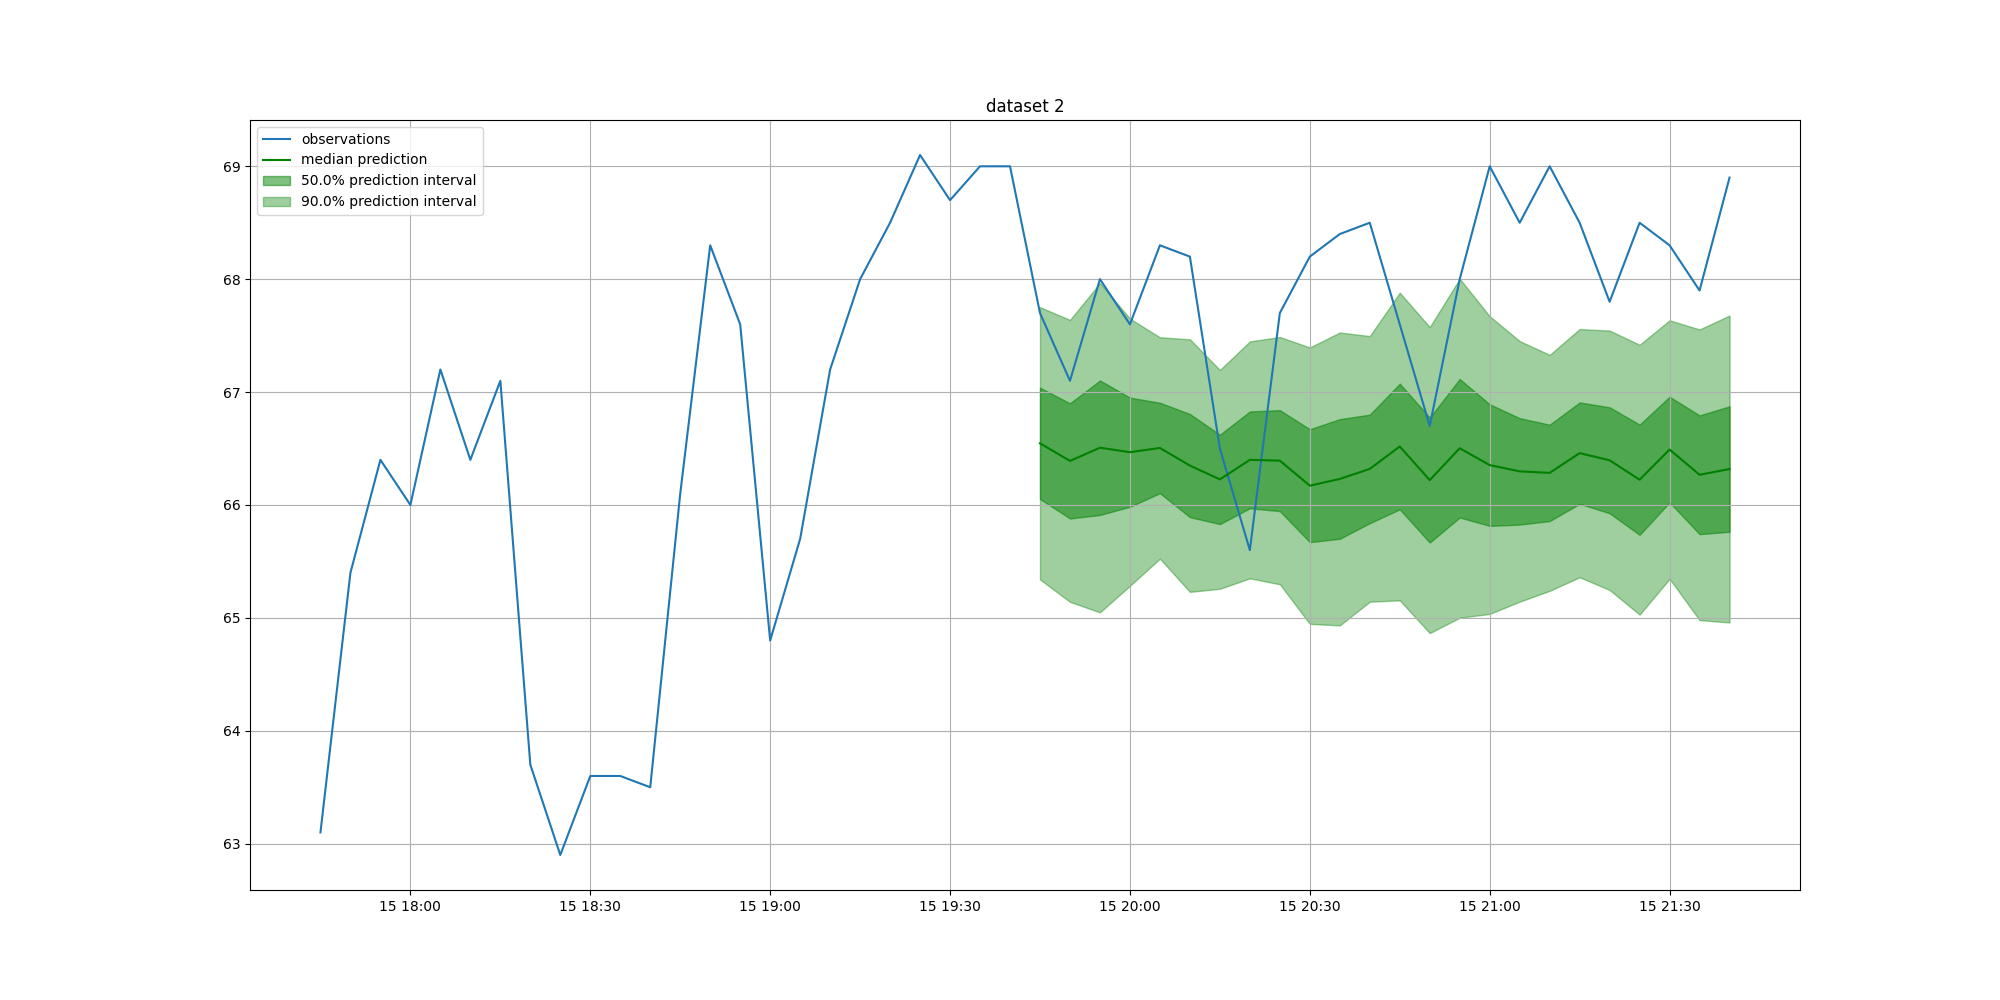 dataset 2
observations
median prediction
50.0% prediction interval
90.0% prediction interval
69
68
67
66
65
64
63
15 18:00 15 18:30 15 19:00 15 19:30 15 20:00 15 20:30 15 21:00 15 21:30